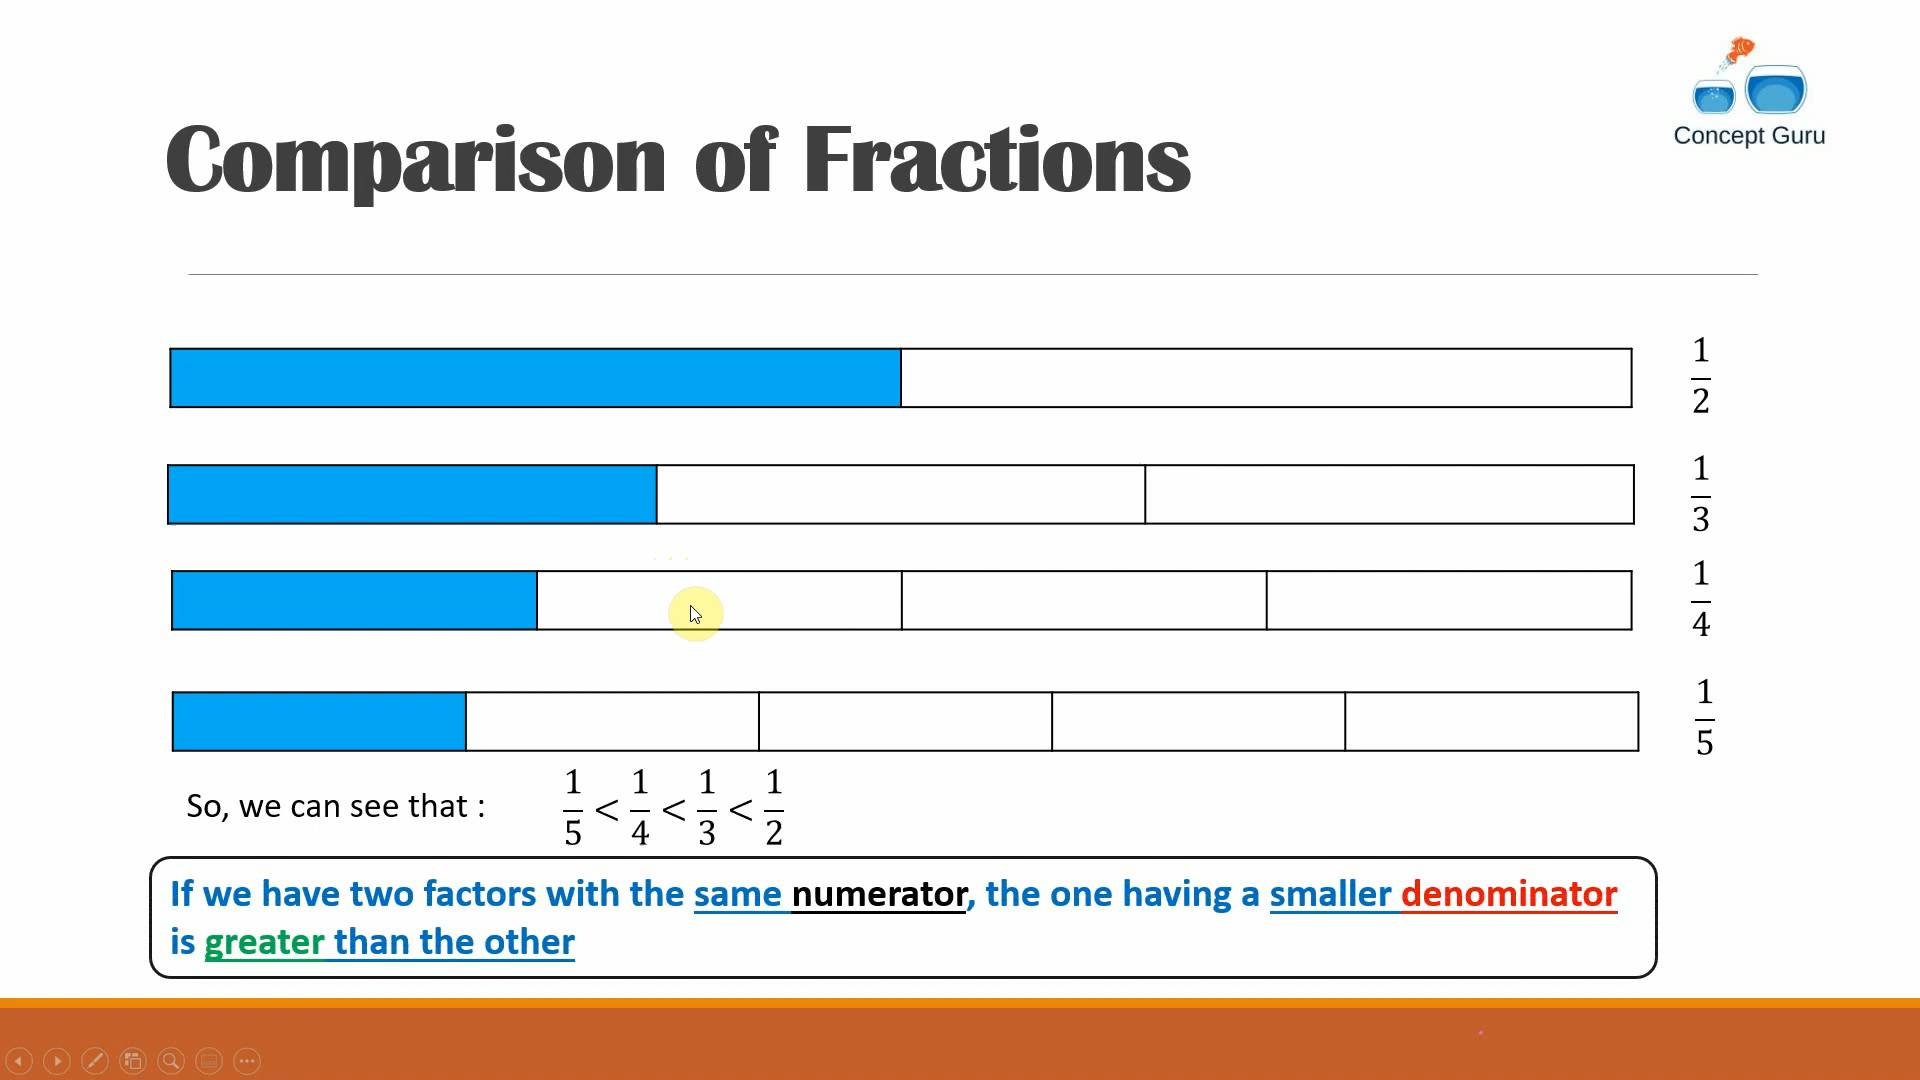 Concept Guru
Comparison of Fractions
1/2
1/3
1/4
1/5
So, we can see that : 1/5 < 1/4 < 1/3 < 1/2
If we have two factors with the same numerator, the one having a smaller denominator
is greater than the other